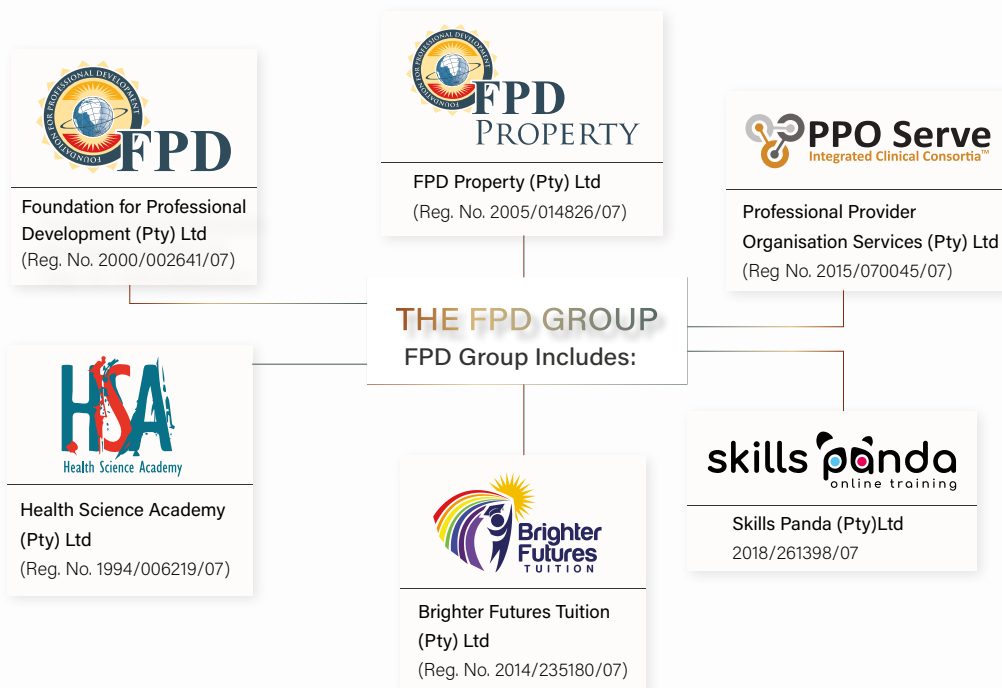 FOUNDATION FOR PROFESSIONAL DEVELOPMENT
FPD
Foundation for Professional
Development (Pty) Ltd
(Reg. No. 2000/002641/07)
FOUNDATION FOR PROFESSIONAL DEVELOPMENT
FPD
PROPERTY
FPD Property (Pty) Ltd
(Reg. No. 2005/014826/07)
PPO Serve
Integrated Clinical Consortia™
Professional Provider
Organisation Services (Pty) Ltd
(Reg No. 2015/070045/07)
THE FPD GROUP
FPD Group Includes:
HSA
Health Science Academy
Health Science Academy
(Pty) Ltd
(Reg. No. 1994/006219/07)
Brighter
Futures
TUITION
Brighter Futures Tuition
(Pty) Ltd
(Reg. No. 2014/235180/07)
skills panda
online training
Skills Panda (Pty)Ltd
2018/261398/07